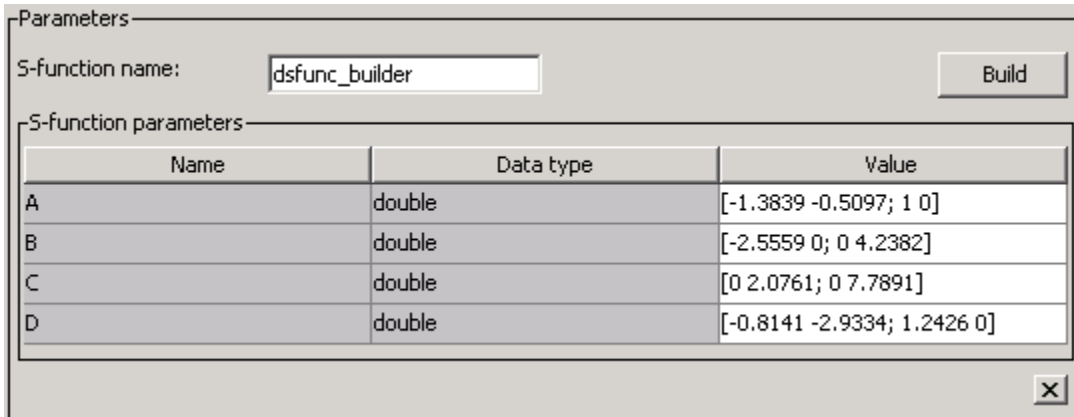 Parameters
S-function name: dsfunc_builder Build
S-function parameters
Name Data type Value
A double [-1.3839 -0.5097; 1 0]
B double [-2.5559 0; 0 4.2382]
C double [0 2.0761; 0 7.7891]
D double [-0.8141 -2.9334; 1.2426 0]